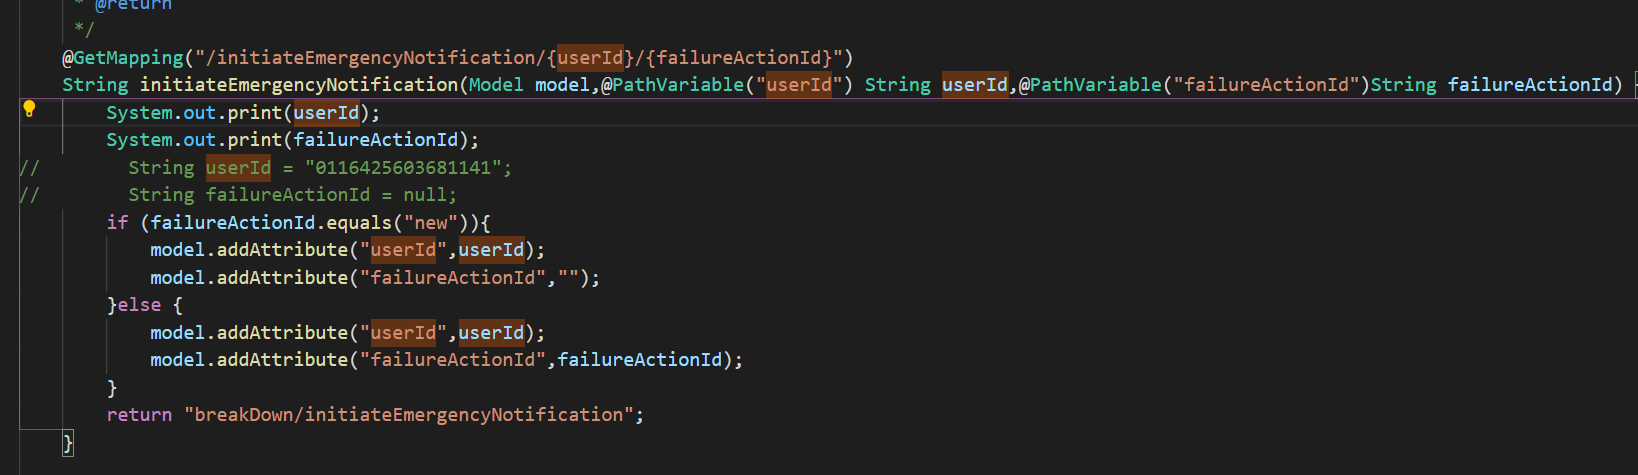 * @return
*/
@GetMapping("/initiateEmergencyNotification/{userId}/{failureActionId}")
String initiateEmergencyNotification(Model model,@PathVariable("userId") String userId,@PathVariable("failureActionId")String failureActionId) {
System.out.print(userId);
System.out.print(failureActionId);
// String userId = "0116425603681141";
// String failureActionId = null;
if (failureActionId.equals("new")){
model.addAttribute("userId",userId);
model.addAttribute("failureActionId","");
}else {
model.addAttribute("userId",userId);
model.addAttribute("failureActionId",failureActionId);
}
return "breakDown/initiateEmergencyNotification";
}